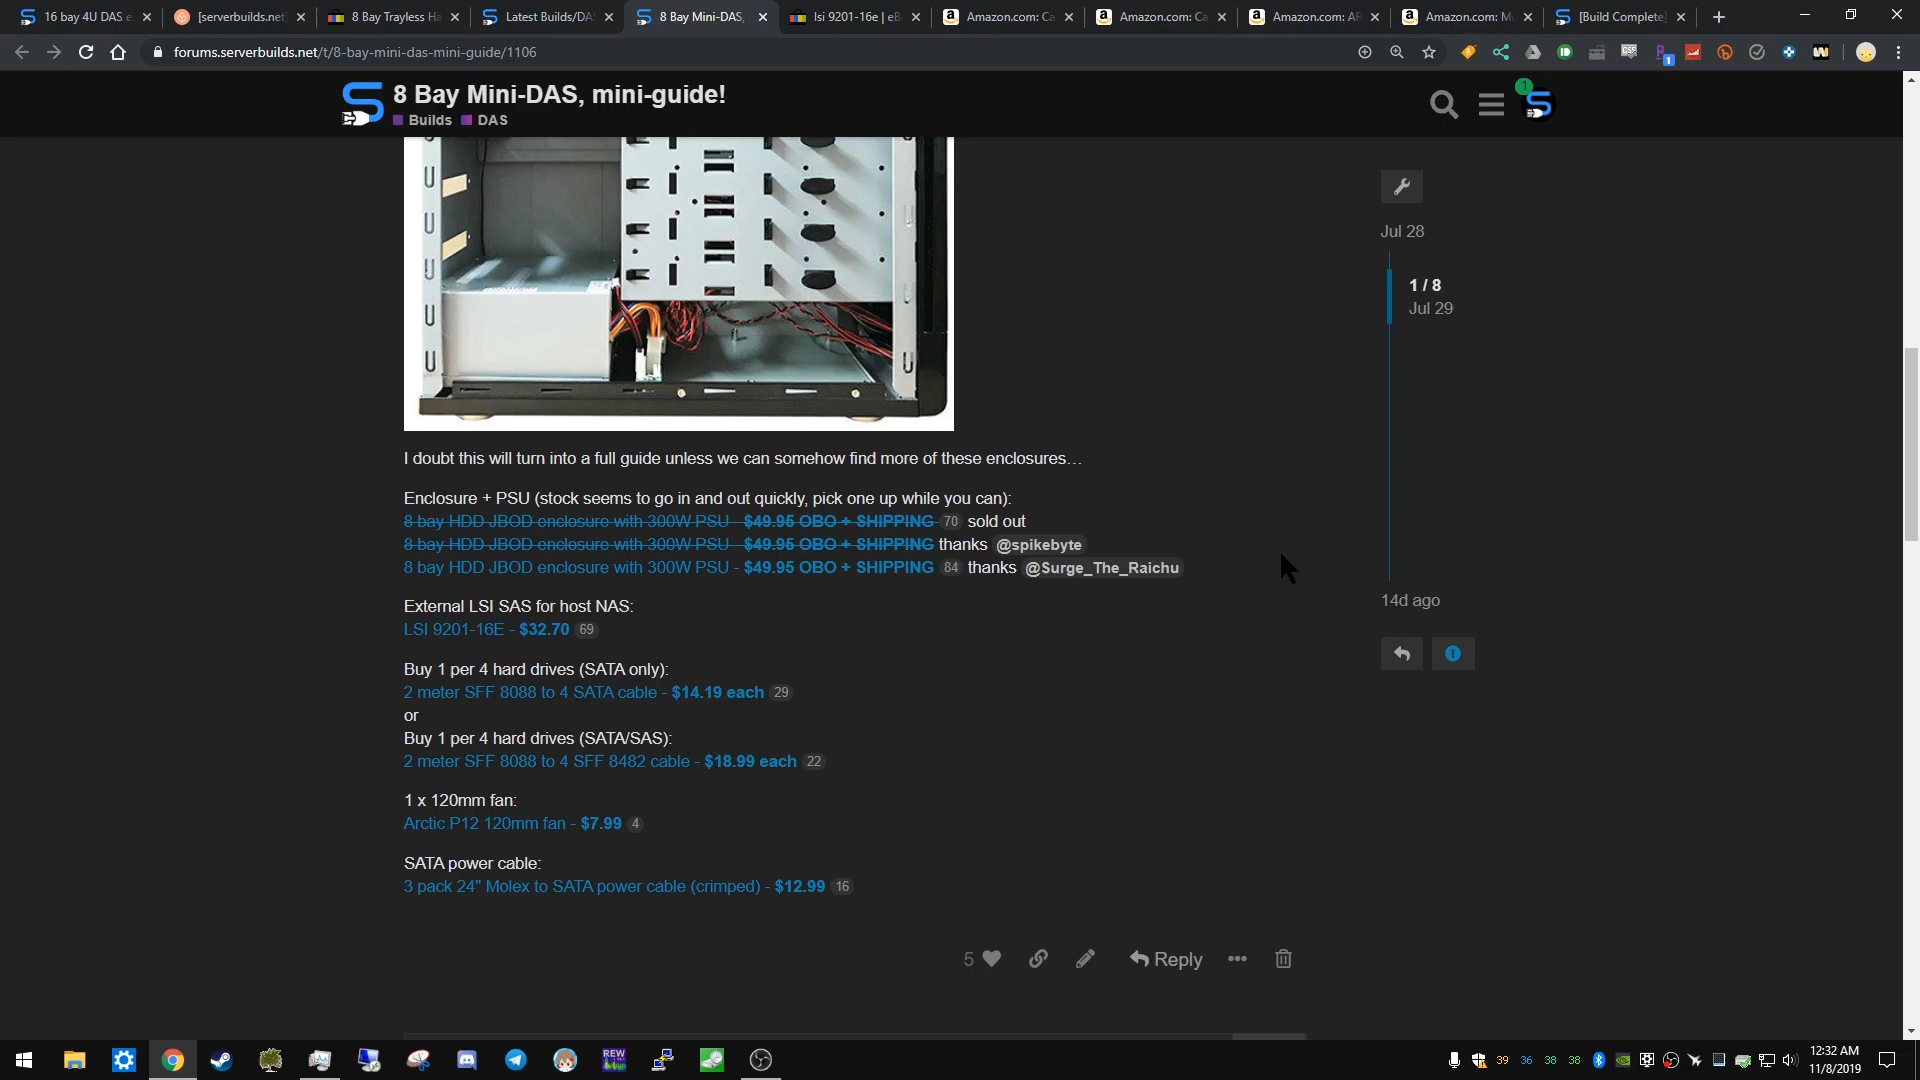 16 bay 4U DAS e
[serverbuilds.net]
8 Bay Trayless Ha
Latest Builds/DA
8 Bay Mini-DAS,
lsi 9201-16e | eB
Amazon.com: Ca
Amazon.com: Ca
Amazon.com: AR
Amazon.com: M
[Build Complete]
forums.serverbuilds.net/t/8-bay-mini-das-mini-guide/1106
8 Bay Mini-DAS, mini-guide!
Builds DAS
1
Jul 28
1 / 8
Jul 29
14d ago
I doubt this will turn into a full guide unless we can somehow find more of these enclosures…
Enclosure + PSU (stock seems to go in and out quickly, pick one up while you can):
8 bay HDD JBOD enclosure with 300W PSU - $49.95 OBO + SHIPPING 70 sold out
8 bay HDD JBOD enclosure with 300W PSU - $49.95 OBO + SHIPPING thanks @spikebyte
8 bay HDD JBOD enclosure with 300W PSU - $49.95 OBO + SHIPPING 84 thanks @Surge_The_Raichu
External LSI SAS for host NAS:
LSI 9201-16E - $32.70 69
Buy 1 per 4 hard drives (SATA only):
2 meter SFF 8088 to 4 SATA cable - $14.19 each 29
or
Buy 1 per 4 hard drives (SATA/SAS):
2 meter SFF 8088 to 4 SFF 8482 cable - $18.99 each 22
1 x 120mm fan:
Arctic P12 120mm fan - $7.99 4
SATA power cable:
3 pack 24" Molex to SATA power cable (crimped) - $12.99 16
5 Reply
REW
39 36 38 38
12:32 AM
11/8/2019